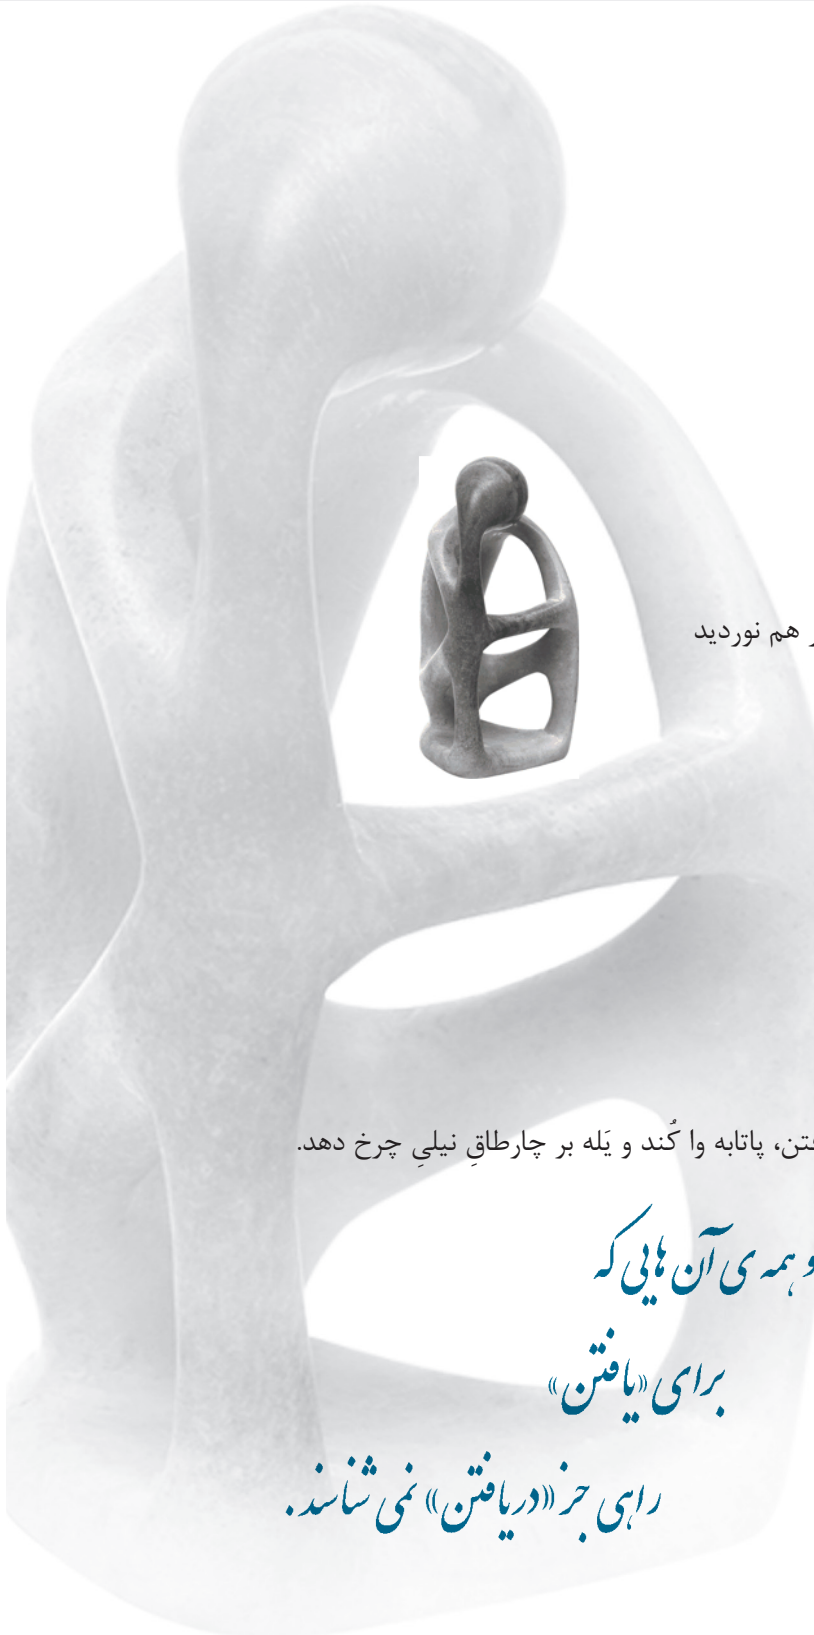 هم نوردید
پاتابه وا کُند و یَله بر چارطاقِ نیلیِ چرخ دهد.
و همه ی آن هایی که
برای «یافتن»
راهی جز «دریافتن» نمی شناسند.